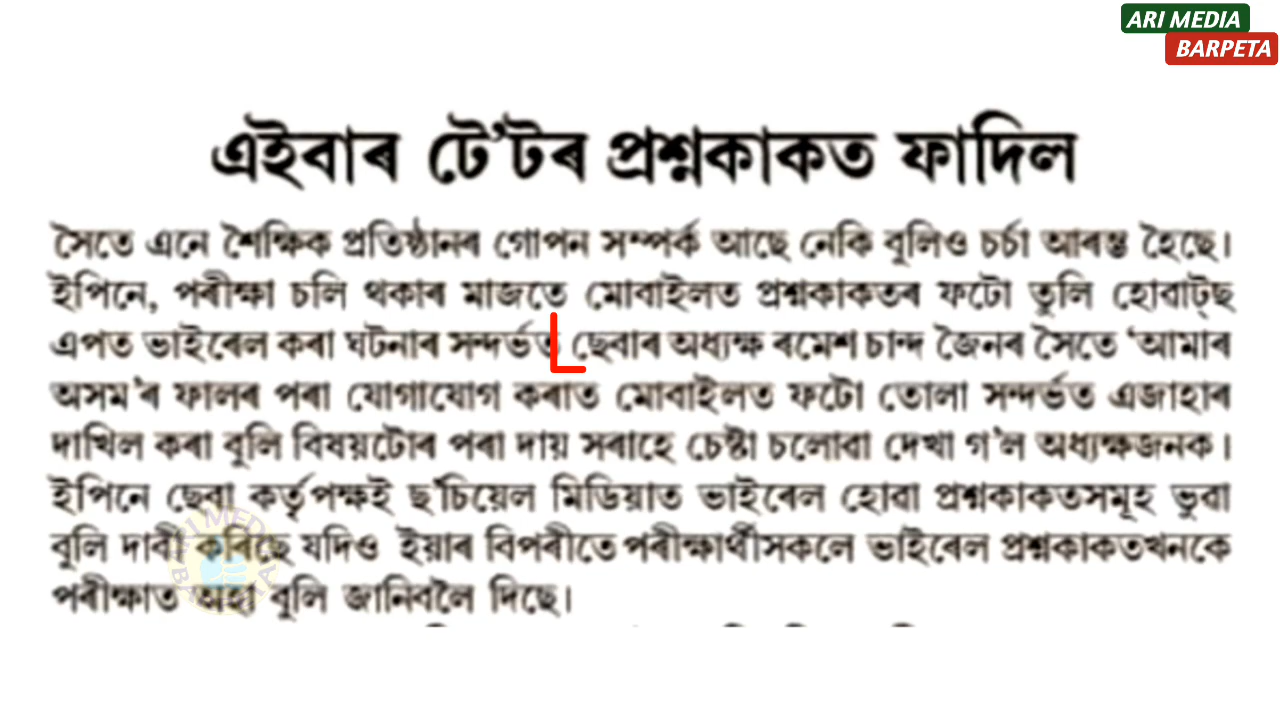 ARI MEDIA
BARPETA
এইবাৰ টে'টৰ প্ৰশ্নকাকত ফাদিল
সৈতে এনে শৈক্ষিক প্ৰতিষ্ঠানৰ গোপন সম্পৰ্ক আছে নেকি বুলিও চৰ্চা আৰম্ভ হৈছে।
ইপিনে, পৰীক্ষা চলি থকাৰ মাজতে মোবাইলত প্ৰশ্নকাকতৰ ফটো তুলি হোৱাট্ছ
এপত ভাইৰেল কৰা ঘটনাৰ সন্দৰ্ভত ছেবাৰ অধ্যক্ষ ৰমেশ চান্দ জৈনৰ সৈতে 'আমাৰ
অসম'ৰ ফালৰ পৰা যোগাযোগ কৰাত মোবাইলত ফটো তোলা সন্দৰ্ভত এজাহাৰ
দাখিল কৰা বুলি বিষয়টোৰ পৰা দায় সৰাহে চেষ্টা চলোৱা দেখা গ'ল অধ্যক্ষজনক।
ইপিনে ছেবা কৰ্তৃপক্ষই ছ'চিয়েল মিডিয়াত ভাইৰেল হোৱা প্ৰশ্নকাকতসমূহ ভুৱা
বুলি দাবী কৰিছে যদিও ইয়াৰ বিপৰীতে পৰীক্ষাৰ্থীসকলে ভাইৰেল প্ৰশ্নকাকতখনকে
পৰীক্ষাত অহা বুলি জানিবলৈ দিছে।